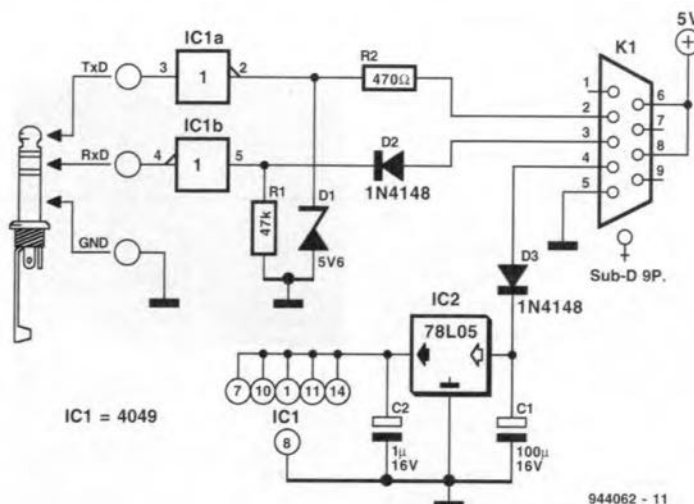 5V
IC1a
K1
TxD
3
1
2
R2
470Ω
1
6
2
7
IC1b
D2
3
8
RxD
4
1
5
4
9
1N4148
5
R1
47k
D1
5V6
GND
D3
Sub-D 9P.
IC2
1N4148
78L05
7
10
1
11
14
IC1 = 4049
IC1
8
C2
1µ
16V
C1
100µ
16V
944062 - 11